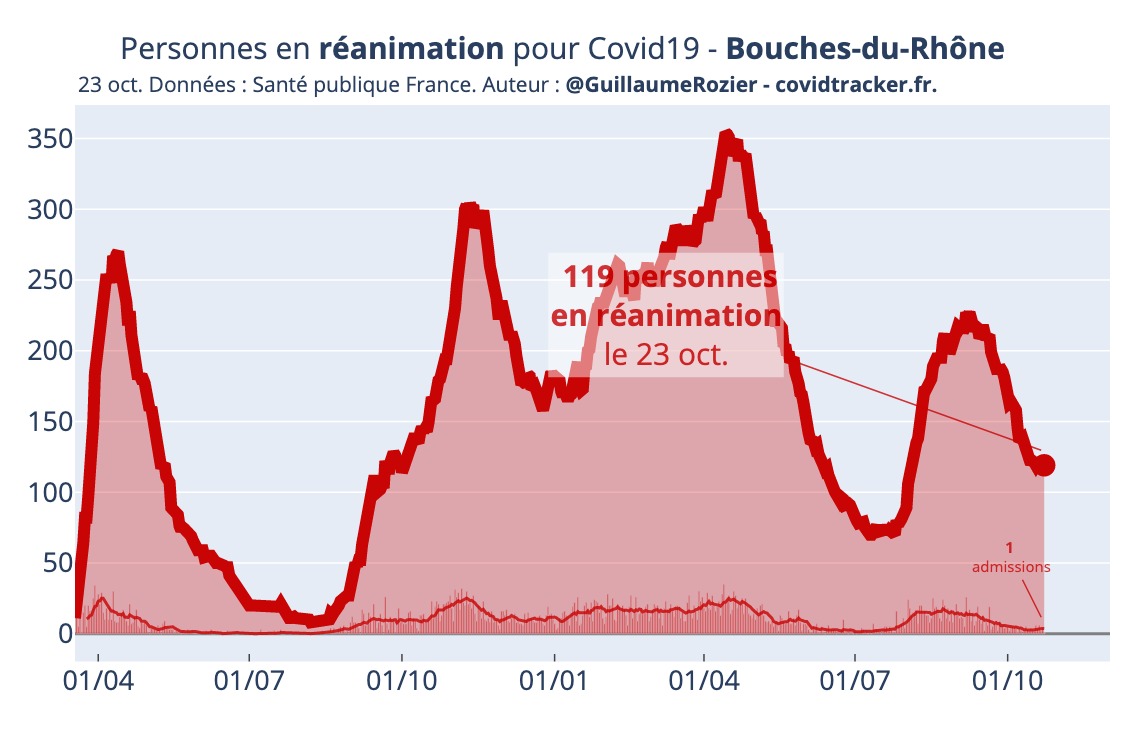 Personnes en réanimation pour Covid19 - Bouches-du-Rhône
23 oct. Données : Santé publique France. Auteur : @GuillaumeRozier - covidtracker.fr.
350
300
250
200
150
100
50
0
119 personnes
en réanimation
le 23 oct.
1
admissions
01/04
01/07
01/10
01/01
01/04
01/07
01/10